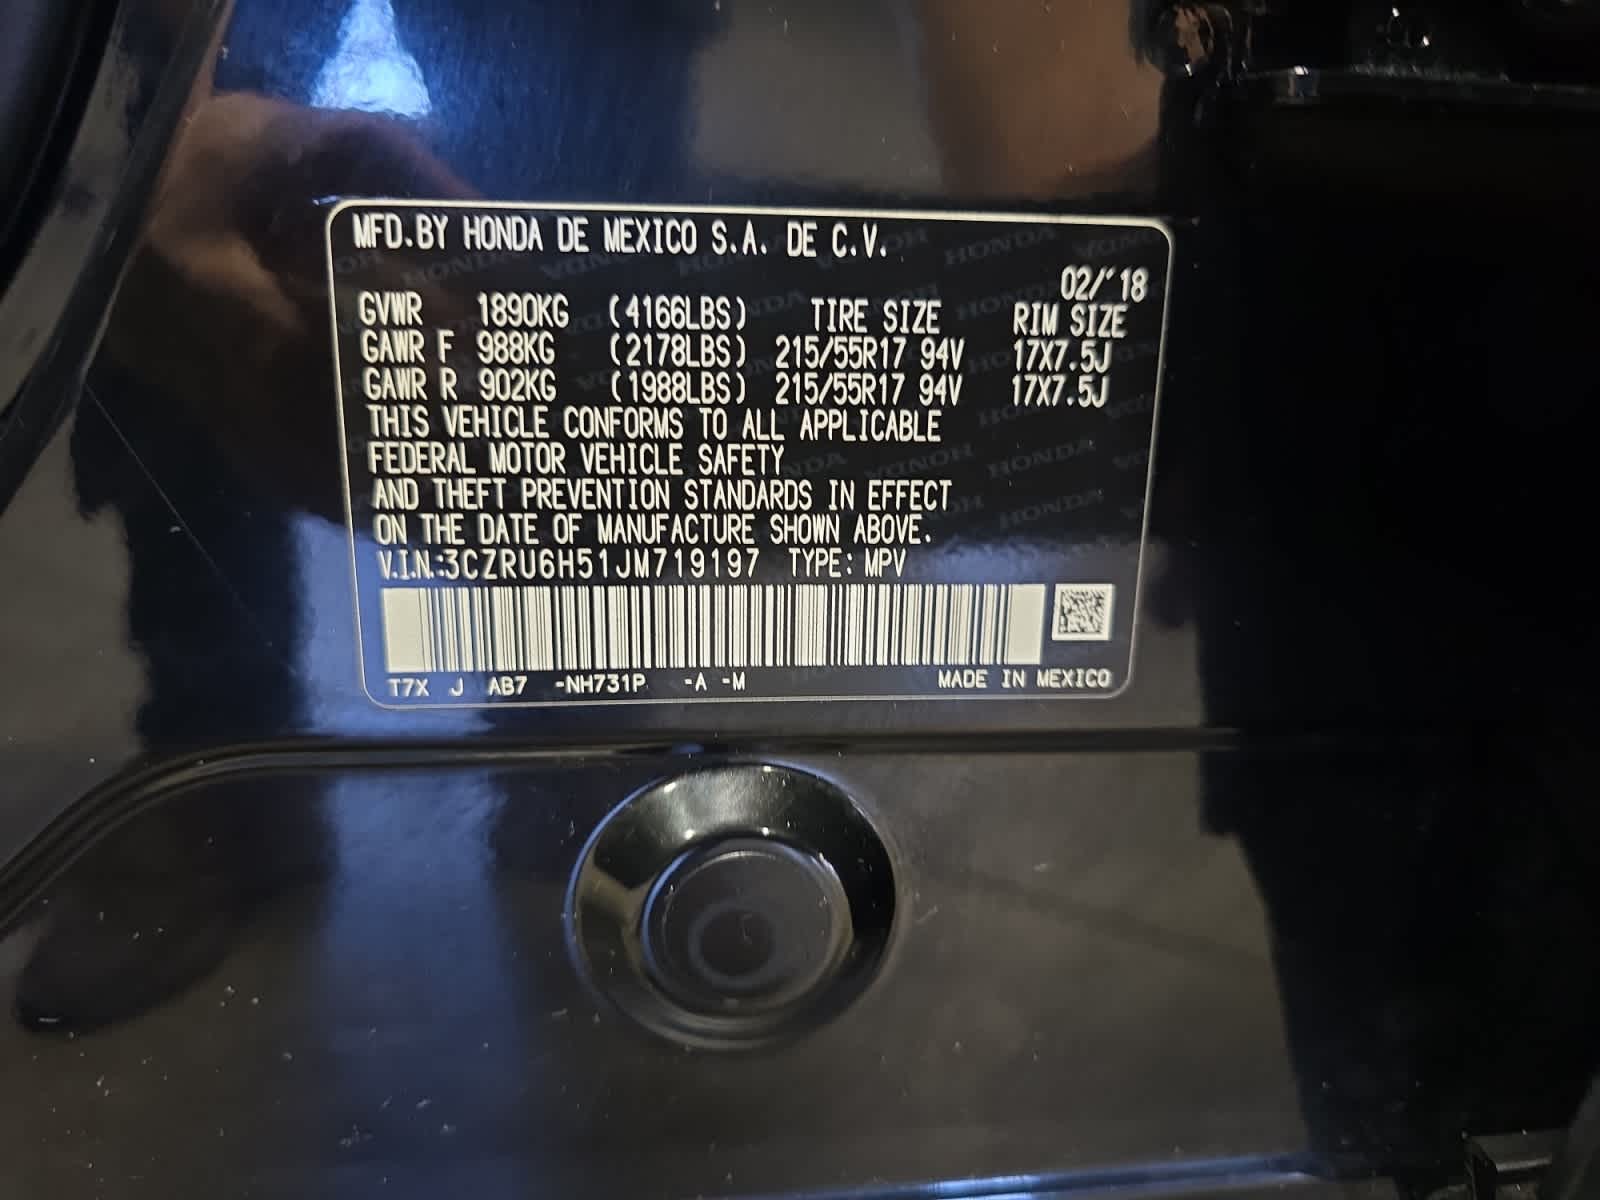 MFD.BY HONDA DE MEXICO S.A. DE C.V.
02/'18
GVWR 1890KG (4166LBS) TIRE SIZE RIM SIZE
GAWR F 988KG (2178LBS) 215/55R17 94V 17X7.5J
GAWR R 902KG (1988LBS) 215/55R17 94V 17X7.5J
THIS VEHICLE CONFORMS TO ALL APPLICABLE
FEDERAL MOTOR VEHICLE SAFETY
AND THEFT PREVENTION STANDARDS IN EFFECT
ON THE DATE OF MANUFACTURE SHOWN ABOVE.
V.I.N.:3CZRU6H51JM719197 TYPE: MPV
T7X J AB7 -NH731P -A -M MADE IN MEXICO